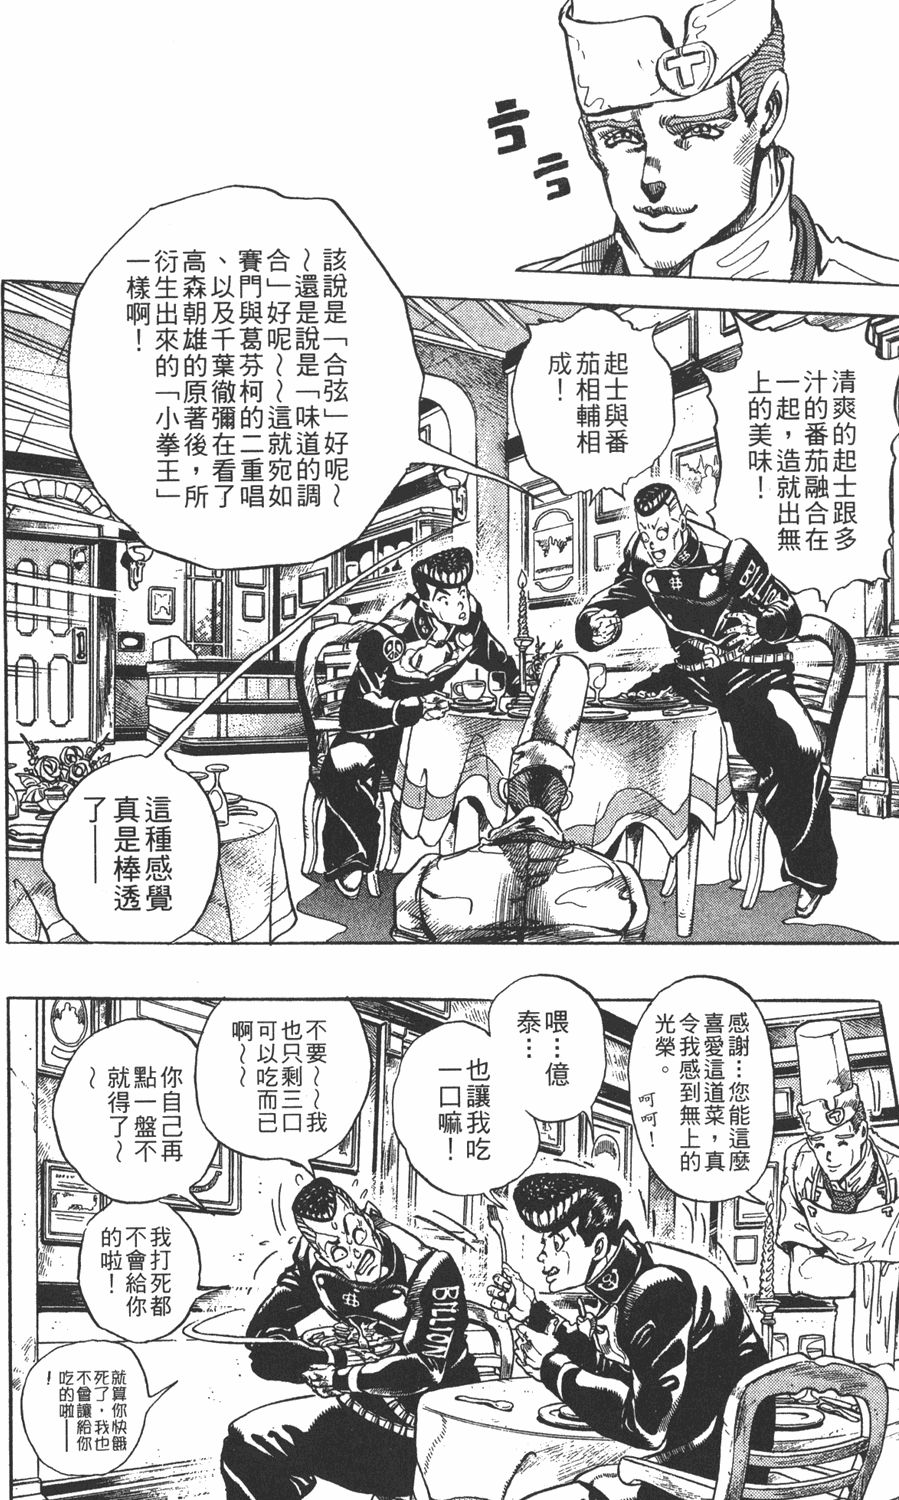 T
ニコ
ニコ
清爽的起士跟多
汁的番茄融合在
一起，造就出無
上的美味！
起士與番
茄相輔相
成！
該說是「合弦」好呢～
～還是說是「味道的調
合」好呢～～這就宛如
賽門與葛芬柯的二重唱
、以及千葉徹彌在看了
高森朝雄的原著後，所
衍生出來的「小拳王」
一樣啊！
這種感覺
真是棒透
了——
感謝…您能這麼
喜愛這道菜，真
令我感到無上的
光榮。
呵呵！
喂…億
泰…
也讓我吃
一口嘛！
不要～～我
也只剩三口
可以吃而已
啊～～
你自己再
點一盤不
就得了～
～
我打死都
不會給你
的啦！
就算你快餓
死了，我也
不會讓給你
吃的啦——
！
BILLION